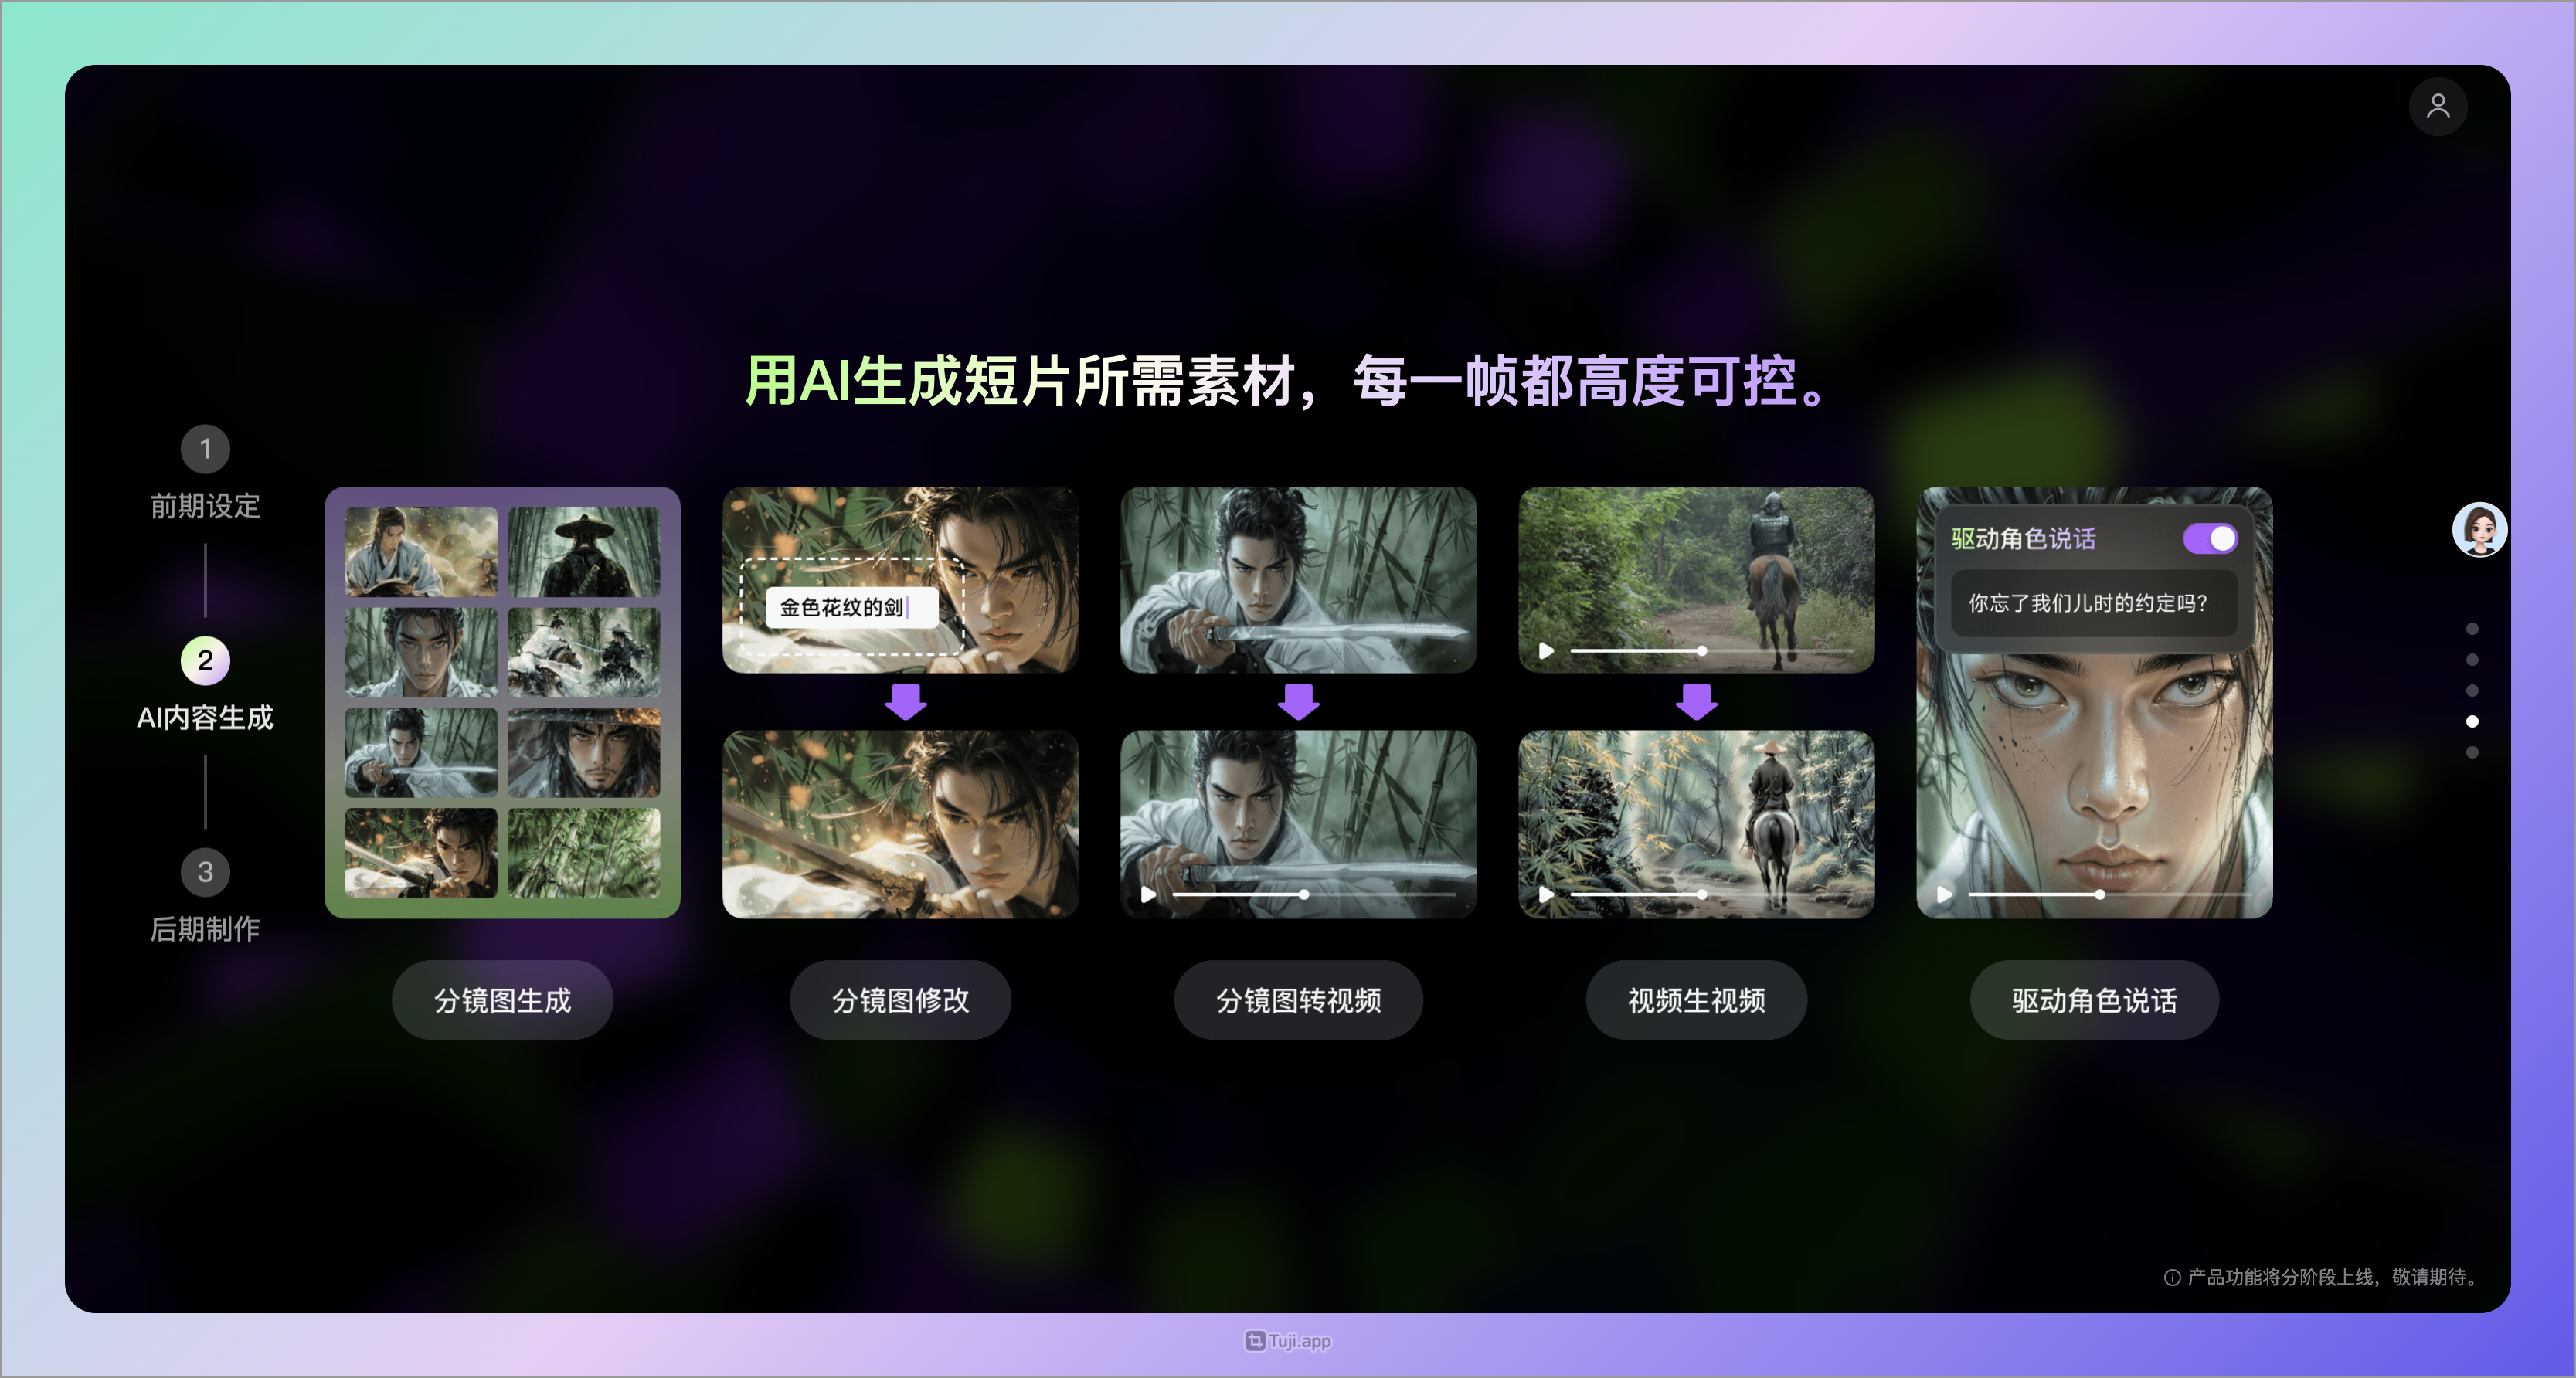 用AI生成短片所需素材，每一帧都高度可控。
1
前期设定
2
AI内容生成
3
后期制作
金色花纹的剑
驱动角色说话
你忘了我们儿时的约定吗？
分镜图生成
分镜图修改
分镜图转视频
视频生视频
驱动角色说话
产品功能将分阶段上线，敬请期待。
Tuji.app